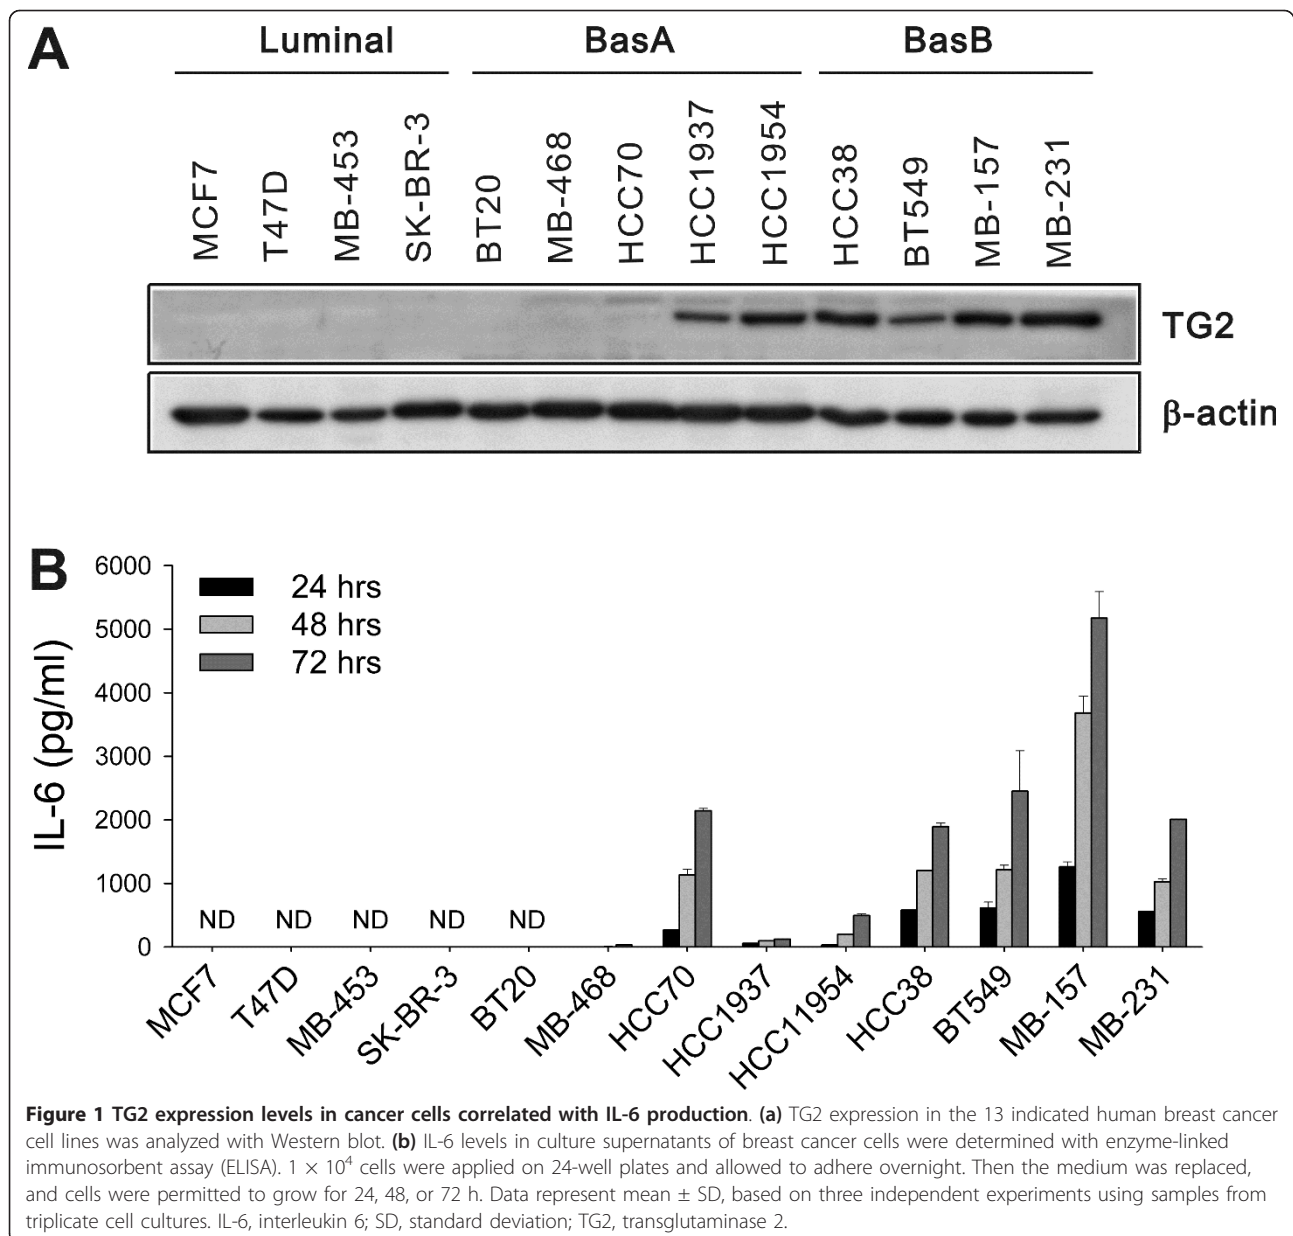 A
Luminal BasA BasB
MCF7 T47D MB-453 SK-BR-3 BT20 MB-468 HCC70 HCC1937 HCC1954 HCC38 BT549 MB-157 MB-231
TG2
β-actin
B
6000
5000
4000
3000
2000
1000
0
IL-6 (pg/ml)
24 hrs
48 hrs
72 hrs
ND ND ND ND ND
MCF7 T47D MB-453 SK-BR-3 BT20 MB-468 HCC70 HCC1937 HCC11954 HCC38 BT549 MB-157 MB-231
Figure 1 TG2 expression levels in cancer cells correlated with IL-6 production. (a) TG2 expression in the 13 indicated human breast cancer
cell lines was analyzed with Western blot. (b) IL-6 levels in culture supernatants of breast cancer cells were determined with enzyme-linked
immunosorbent assay (ELISA). 1 × 10⁴ cells were applied on 24-well plates and allowed to adhere overnight. Then the medium was replaced,
and cells were permitted to grow for 24, 48, or 72 h. Data represent mean ± SD, based on three independent experiments using samples from
triplicate cell cultures. IL-6, interleukin 6; SD, standard deviation; TG2, transglutaminase 2.